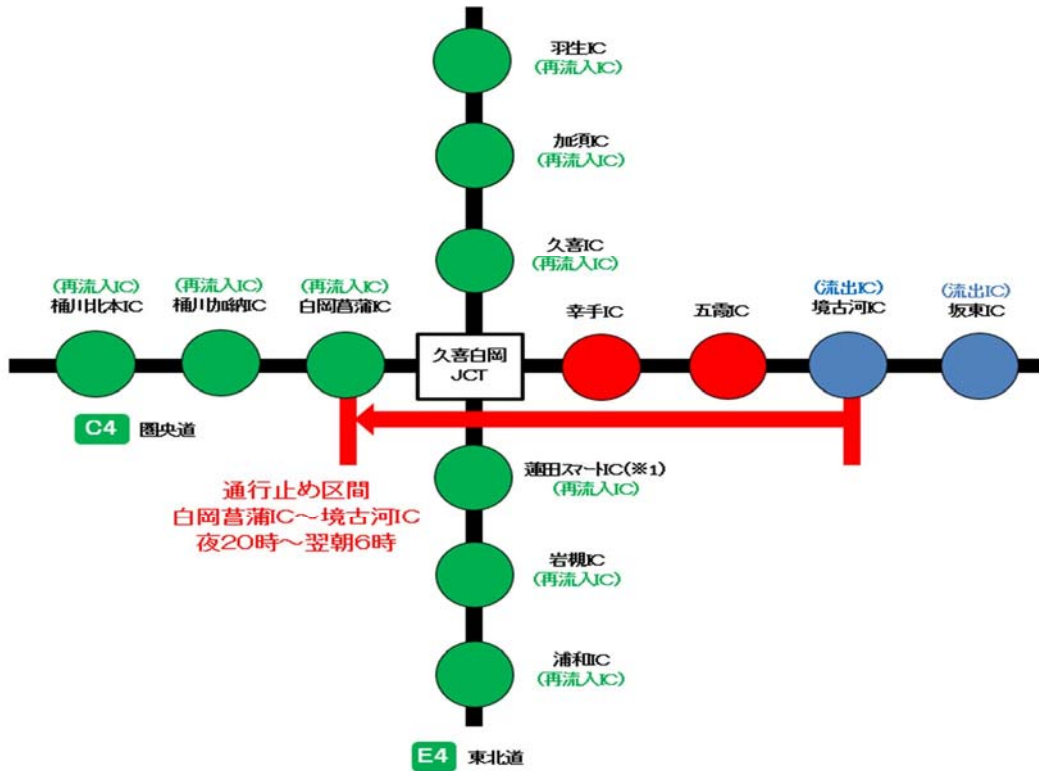 羽生IC
(再流入IC)
加須IC
(再流入IC)
久喜IC
(再流入IC)
(再流入IC)
桶川北本IC
(再流入IC)
桶川加納IC
(再流入IC)
白岡菖蒲IC
久喜白岡
JCT
幸手IC
五霞IC
(流出IC)
境古河IC
(流出IC)
坂東IC
C4 圏央道
通行止め区間
白岡菖蒲IC～境古河IC
夜20時～翌朝6時
蓮田スマートIC(※1)
(再流入IC)
岩槻IC
(再流入IC)
浦和IC
(再流入IC)
E4 東北道